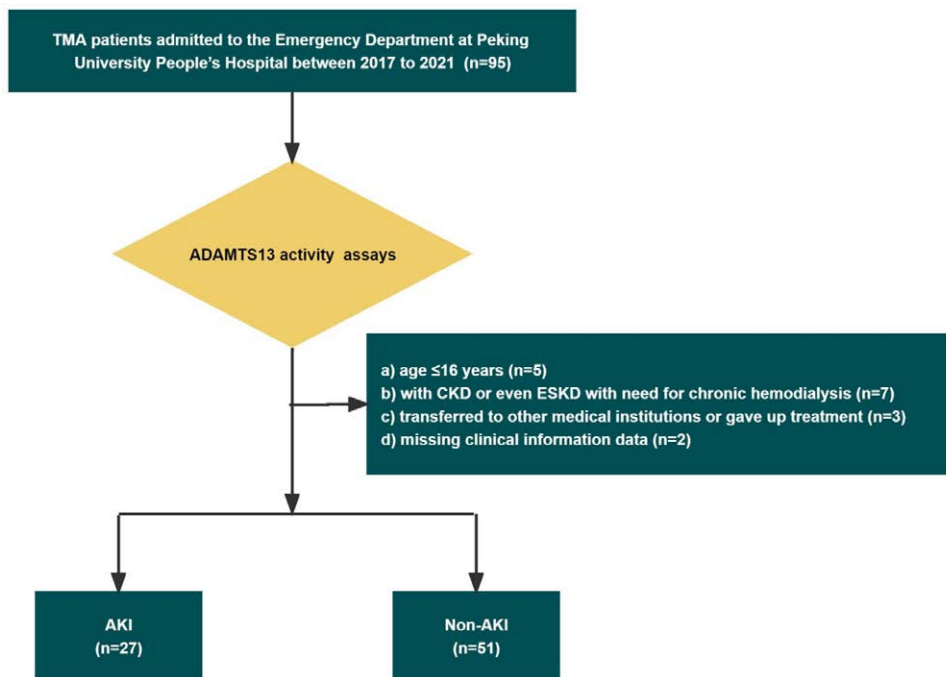 TMA patients admitted to the Emergency Department at Peking
University People's Hospital between 2017 to 2021 (n=95)
ADAMTS13 activity assays
a) age ≤16 years (n=5)
b) with CKD or even ESKD with need for chronic hemodialysis (n=7)
c) transferred to other medical institutions or gave up treatment (n=3)
d) missing clinical information data (n=2)
AKI
(n=27)
Non-AKI
(n=51)